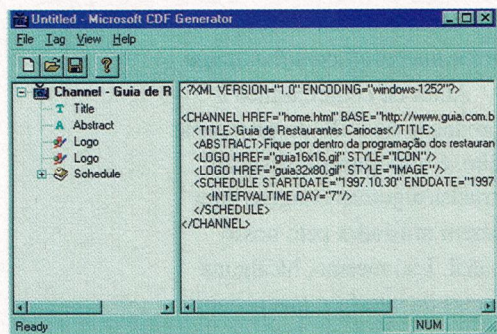 Untitled - Microsoft CDF Generator
File Tag View Help
Channel - Guia de R
Title
Abstract
Logo
Logo
Schedule
<?XML VERSION="1.0" ENCODING="windows-1252"?>
<CHANNEL HREF="home.html" BASE="http://www.guia.com.b
<TITLE>Guia de Restaurantes Cariocas</TITLE>
<ABSTRACT>Fique por dentro da programação dos restauran
<LOGO HREF="guia16x16.gif" STYLE="ICON"/>
<LOGO HREF="guia32x80.gif" STYLE="IMAGE"/>
<SCHEDULE STARTDATE="1997.10.30" ENDDATE="1997
<INTERVALTIME DAY="7"/>
</SCHEDULE>
</CHANNEL>
Ready
NUM